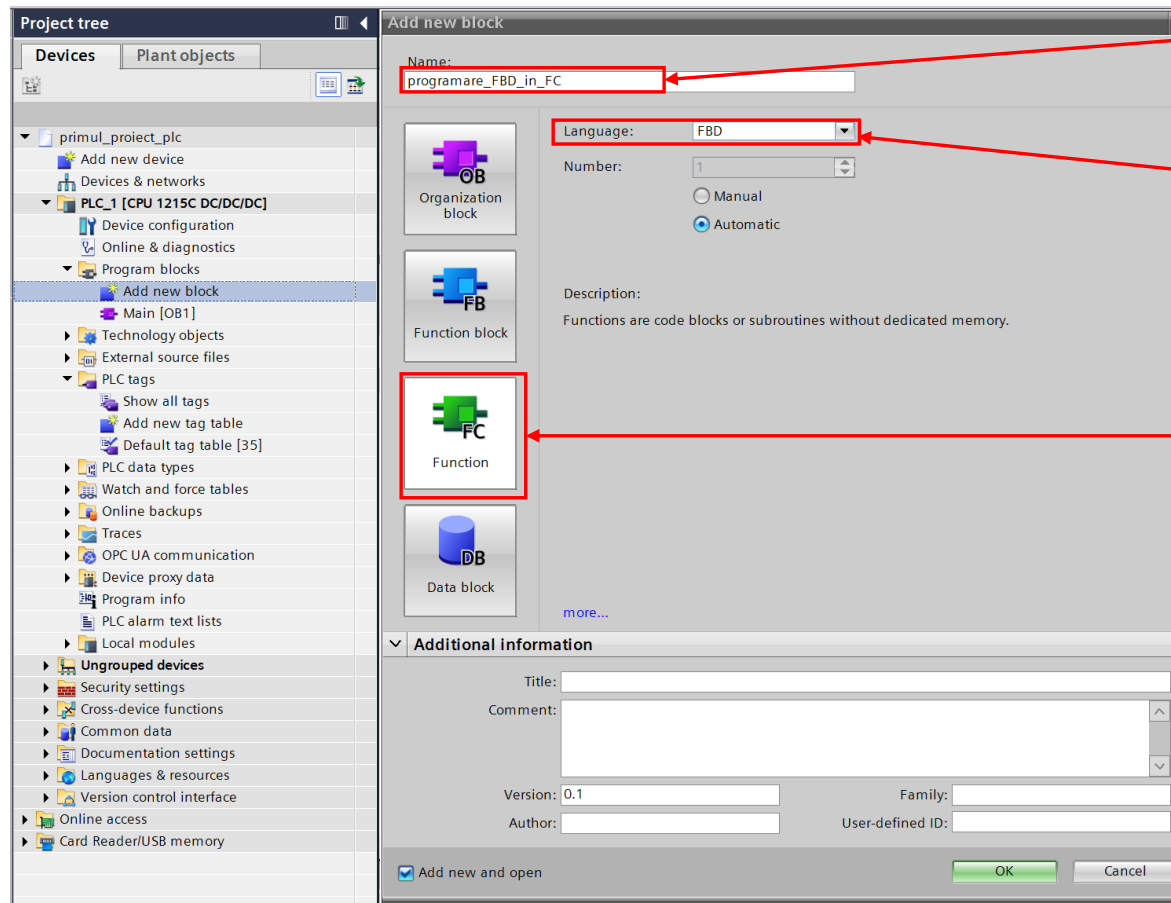 Project tree
Devices
Plant objects
primul_proiect_plc
Add new device
Devices & networks
PLC_1 [CPU 1215C DC/DC/DC]
Device configuration
Online & diagnostics
Program blocks
Add new block
Main [OB1]
Technology objects
External source files
PLC tags
Show all tags
Add new tag table
Default tag table [35]
PLC data types
Watch and force tables
Online backups
Traces
OPC UA communication
Device proxy data
Program info
PLC alarm text lists
Local modules
Ungrouped devices
Security settings
Cross-device functions
Common data
Documentation settings
Languages & resources
Version control interface
Online access
Card Reader/USB memory
Add new block
Name:
programare_FBD_in_FC
OB
Organization
block
FB
Function block
FC
Function
DB
Data block
Language: FBD
Number: 1
Manual
Automatic
Description:
Functions are code blocks or subroutines without dedicated memory.
more...
Additional information
Title:
Comment:
Version: 0.1
Family:
Author:
User-defined ID:
Add new and open
OK
Cancel